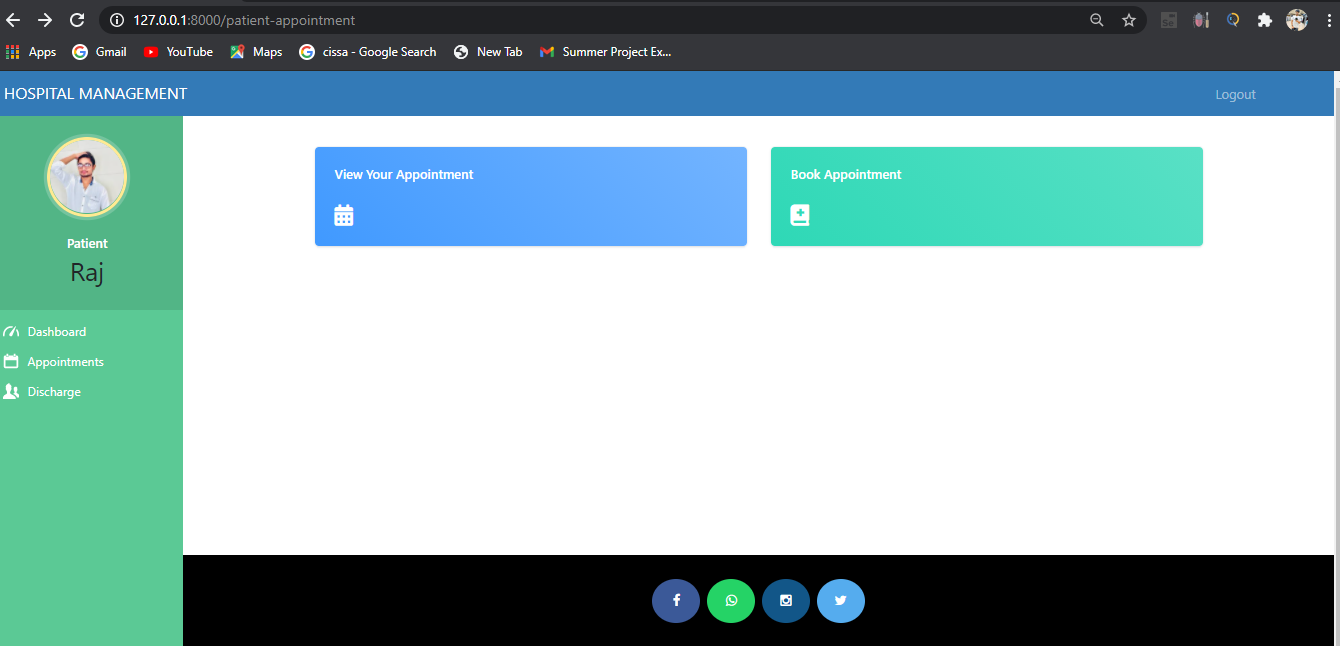 127.0.0.1:8000/patient-appointment
Apps Gmail YouTube Maps cissa - Google Search New Tab Summer Project Ex...
HOSPITAL MANAGEMENT Logout
Patient
Raj
Dashboard
Appointments
Discharge
View Your Appointment
Book Appointment